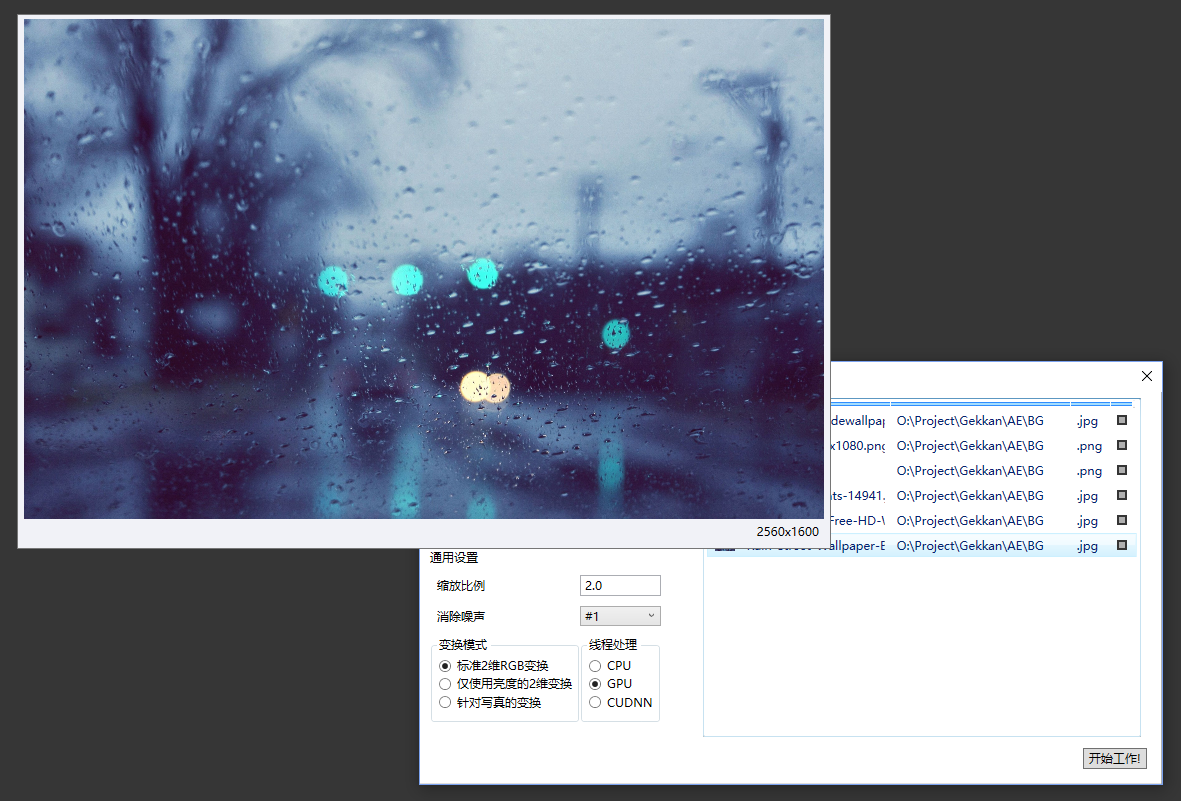 2560x1600
dewallpap O:\Project\Gekkan\AE\BG .jpg
x1080.png O:\Project\Gekkan\AE\BG .png
O:\Project\Gekkan\AE\BG .png
ts-14941. O:\Project\Gekkan\AE\BG .jpg
Free-HD-W O:\Project\Gekkan\AE\BG .jpg
Rain-Street-Wallpaper-E O:\Project\Gekkan\AE\BG .jpg
通用设置
缩放比例 2.0
消除噪声 #1
变换模式 线程处理
标准2维RGB变换 CPU
仅使用亮度的2维变换 GPU
针对写真的变换 CUDNN
开始工作!